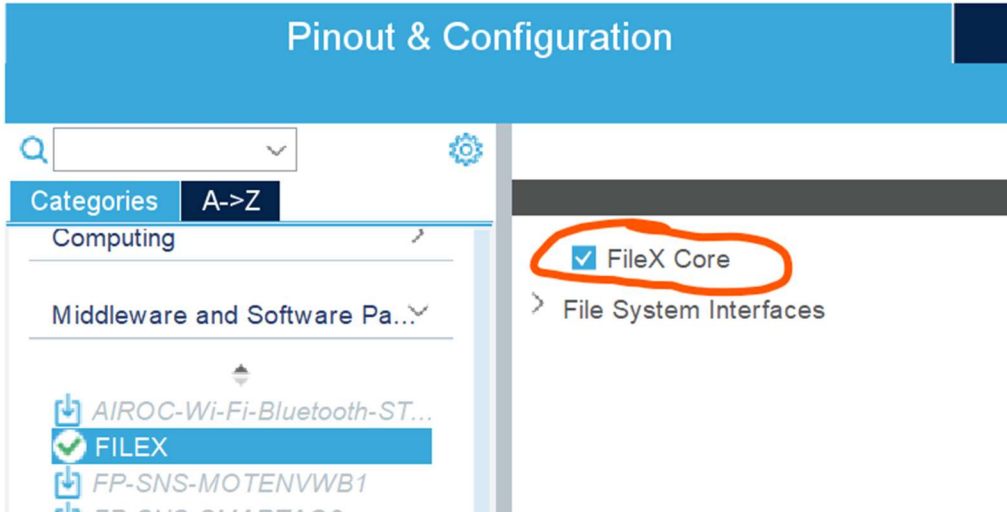 Pinout & Configuration
Categories
A->Z
Computing
Middleware and Software Pa...
AIROC-Wi-Fi-Bluetooth-ST...
FILEX
FP-SNS-MOTENVWB1
FileX Core
File System Interfaces